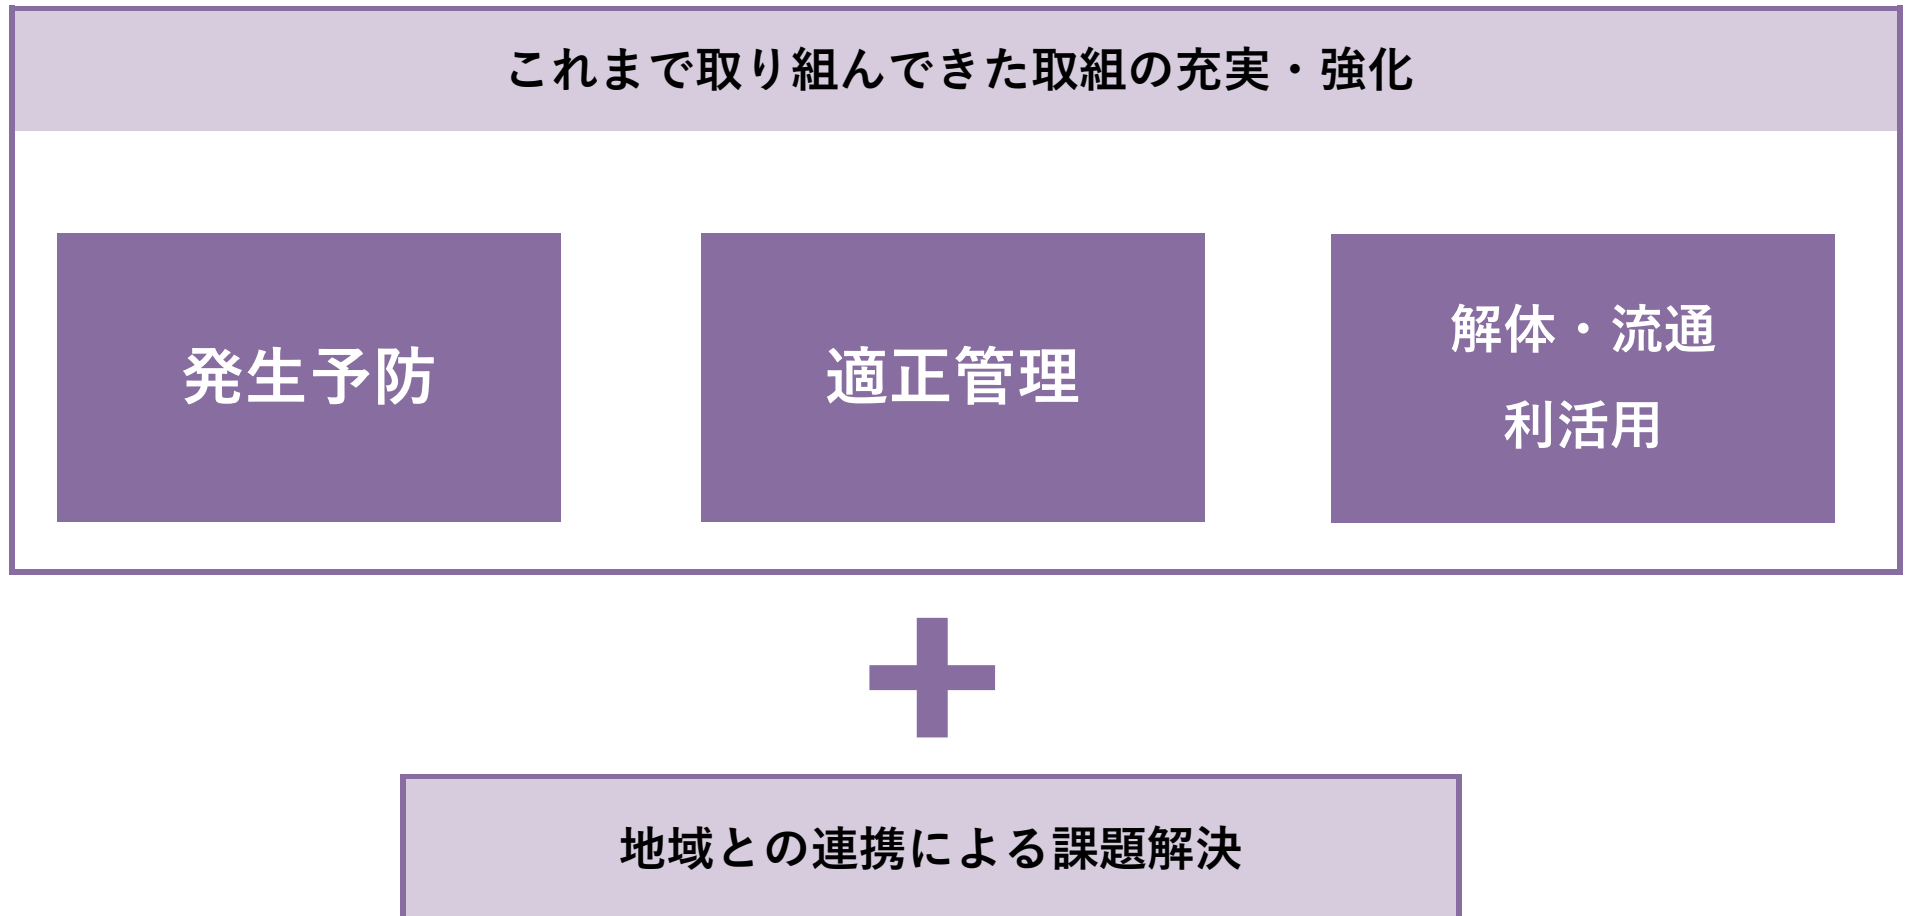 これまで取り組んできた取組の充実・強化
発生予防
適正管理
解体・流通
利活用
地域との連携による課題解決